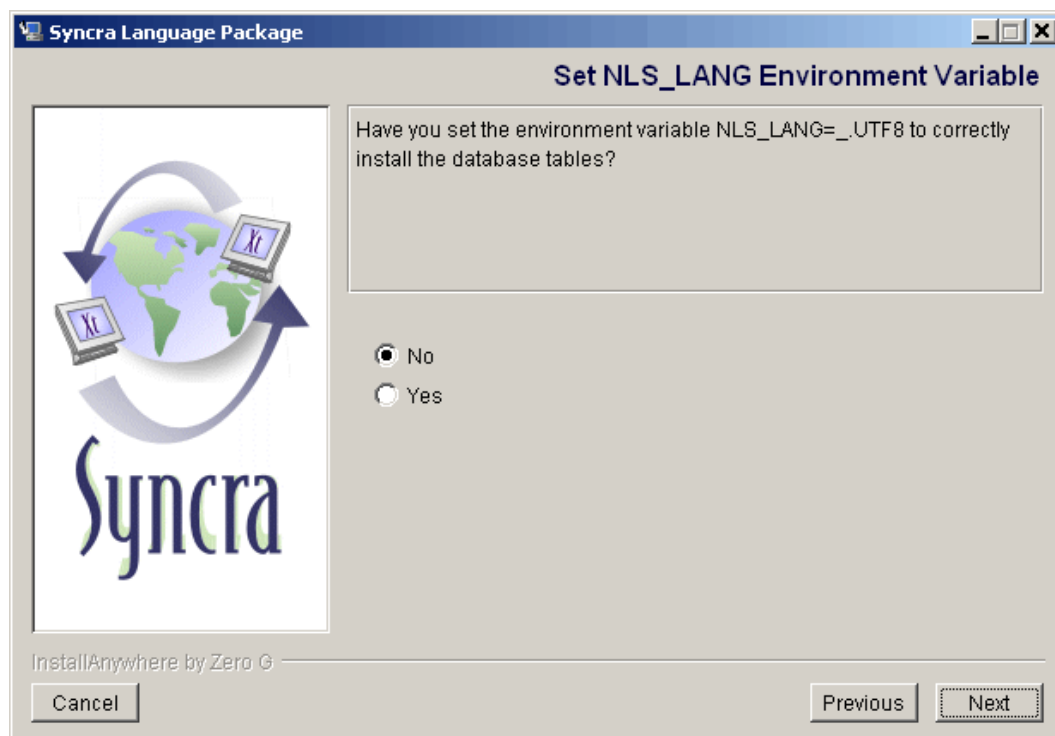 Syncra Language Package
Set NLS_LANG Environment Variable
Have you set the environment variable NLS_LANG=_.UTF8 to correctly
install the database tables?
Xt
Xt
No
Yes
Syncra
InstallAnywhere by Zero G
Cancel
Previous
Next